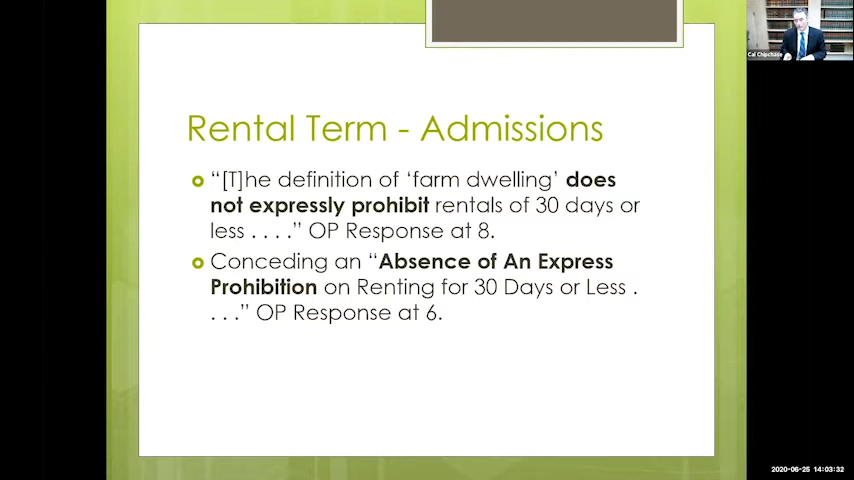 Cal Chipchase
Rental Term - Admissions
“[T]he definition of ‘farm dwelling’ does
not expressly prohibit rentals of 30 days or
less . . . .” OP Response at 8.
Conceding an “Absence of An Express
Prohibition on Renting for 30 Days or Less .
. . .” OP Response at 6.
2020-06-25 14:03:32